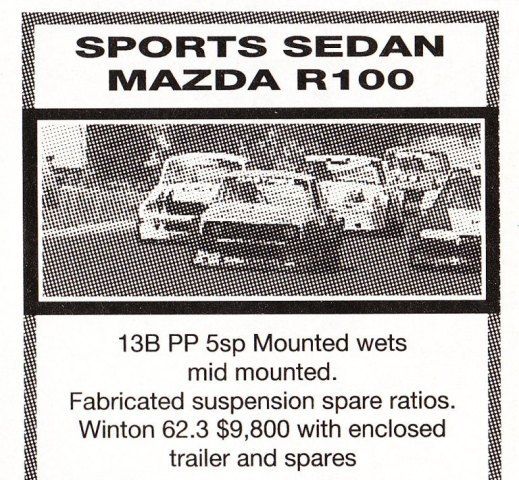 SPORTS SEDAN
MAZDA R100
13B PP 5sp Mounted wets
mid mounted.
Fabricated suspension spare ratios.
Winton 62.3 $9,800 with enclosed
trailer and spares